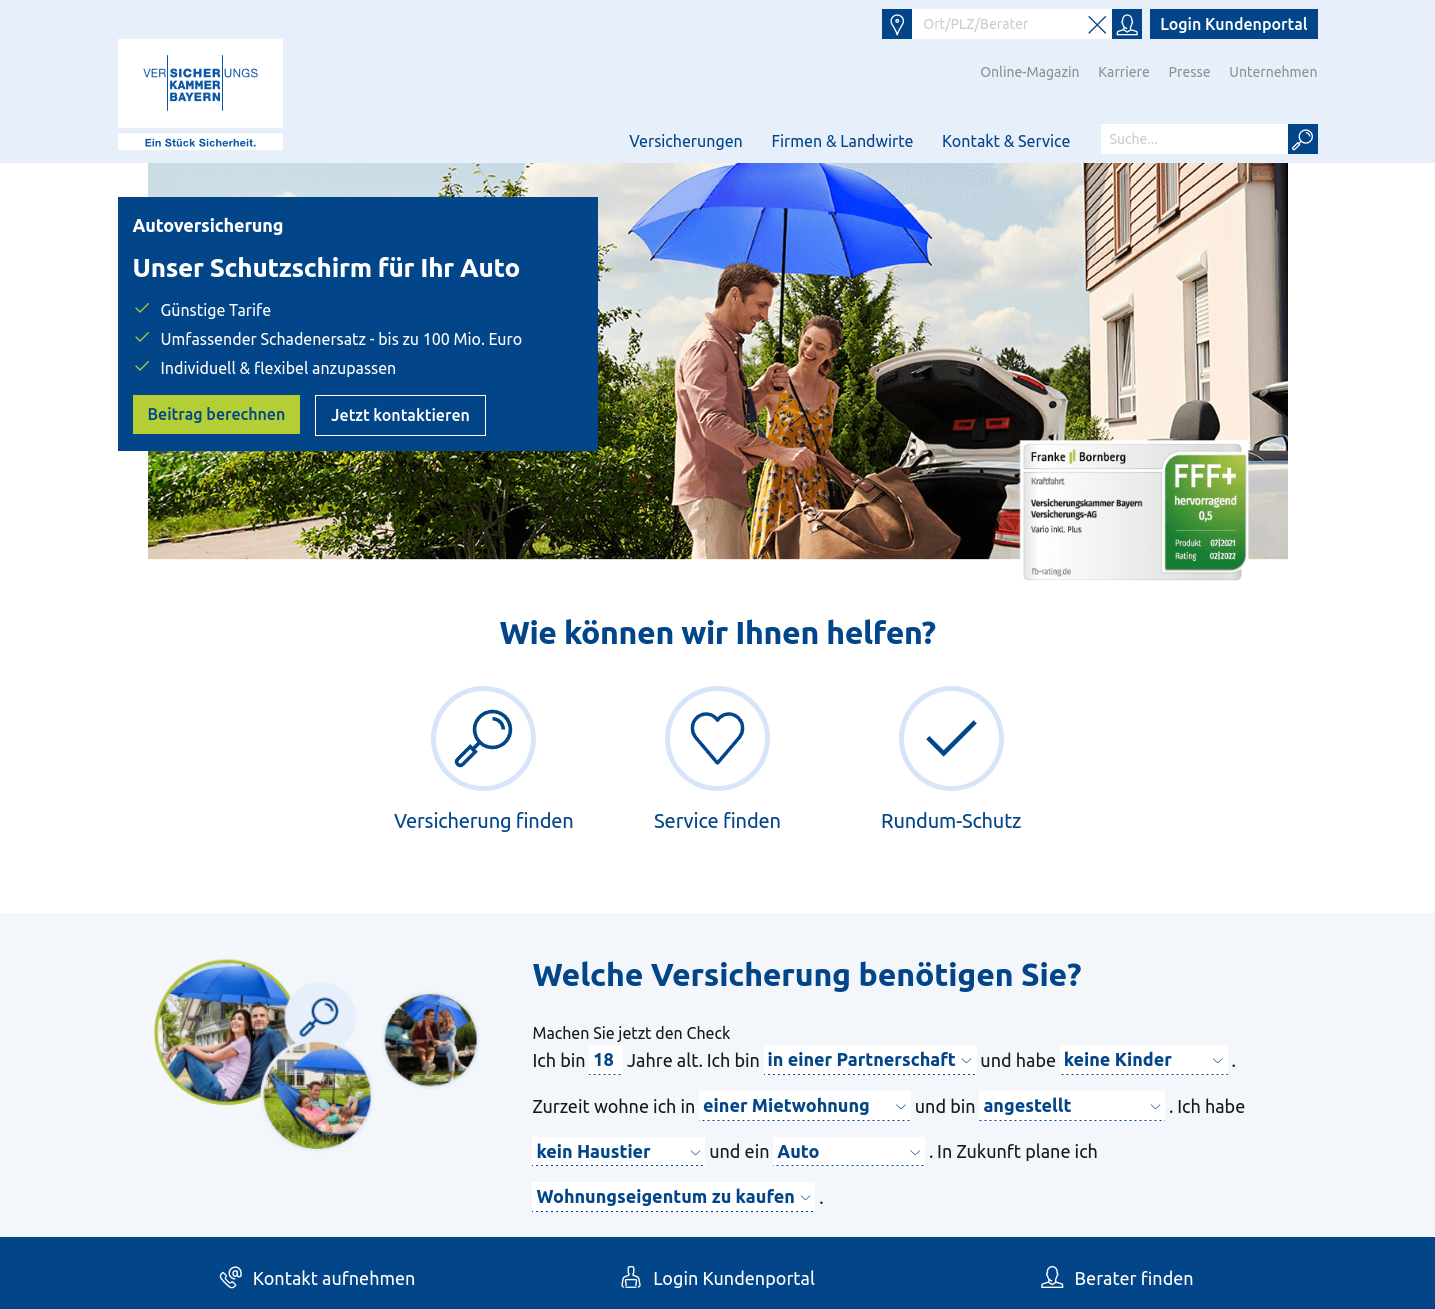 Ort/PLZ/Berater
Login Kundenportal
VERSICHERUNGS
KAMMER
BAYERN
Ein Stück Sicherheit.
Online-Magazin Karriere Presse Unternehmen
Versicherungen Firmen & Landwirte Kontakt & Service
Suche...
Autoversicherung
Unser Schutzschirm für Ihr Auto
Günstige Tarife
Umfassender Schadenersatz - bis zu 100 Mio. Euro
Individuell & flexibel anzupassen
Beitrag berechnen
Jetzt kontaktieren
Franke Bornberg
Kraftfahrt
Versicherungskammer Bayern
Versicherungs-AG
Vario inkl. Plus
fb-rating.de
FFF+
hervorragend
0,5
Produkt 07|2021
Rating 02|2022
Wie können wir Ihnen helfen?
Versicherung finden
Service finden
Rundum-Schutz
Welche Versicherung benötigen Sie?
Machen Sie jetzt den Check
Ich bin 18 Jahre alt. Ich bin in einer Partnerschaft und habe keine Kinder .
Zurzeit wohne ich in einer Mietwohnung und bin angestellt . Ich habe
kein Haustier und ein Auto . In Zukunft plane ich
Wohnungseigentum zu kaufen .
Kontakt aufnehmen
Login Kundenportal
Berater finden